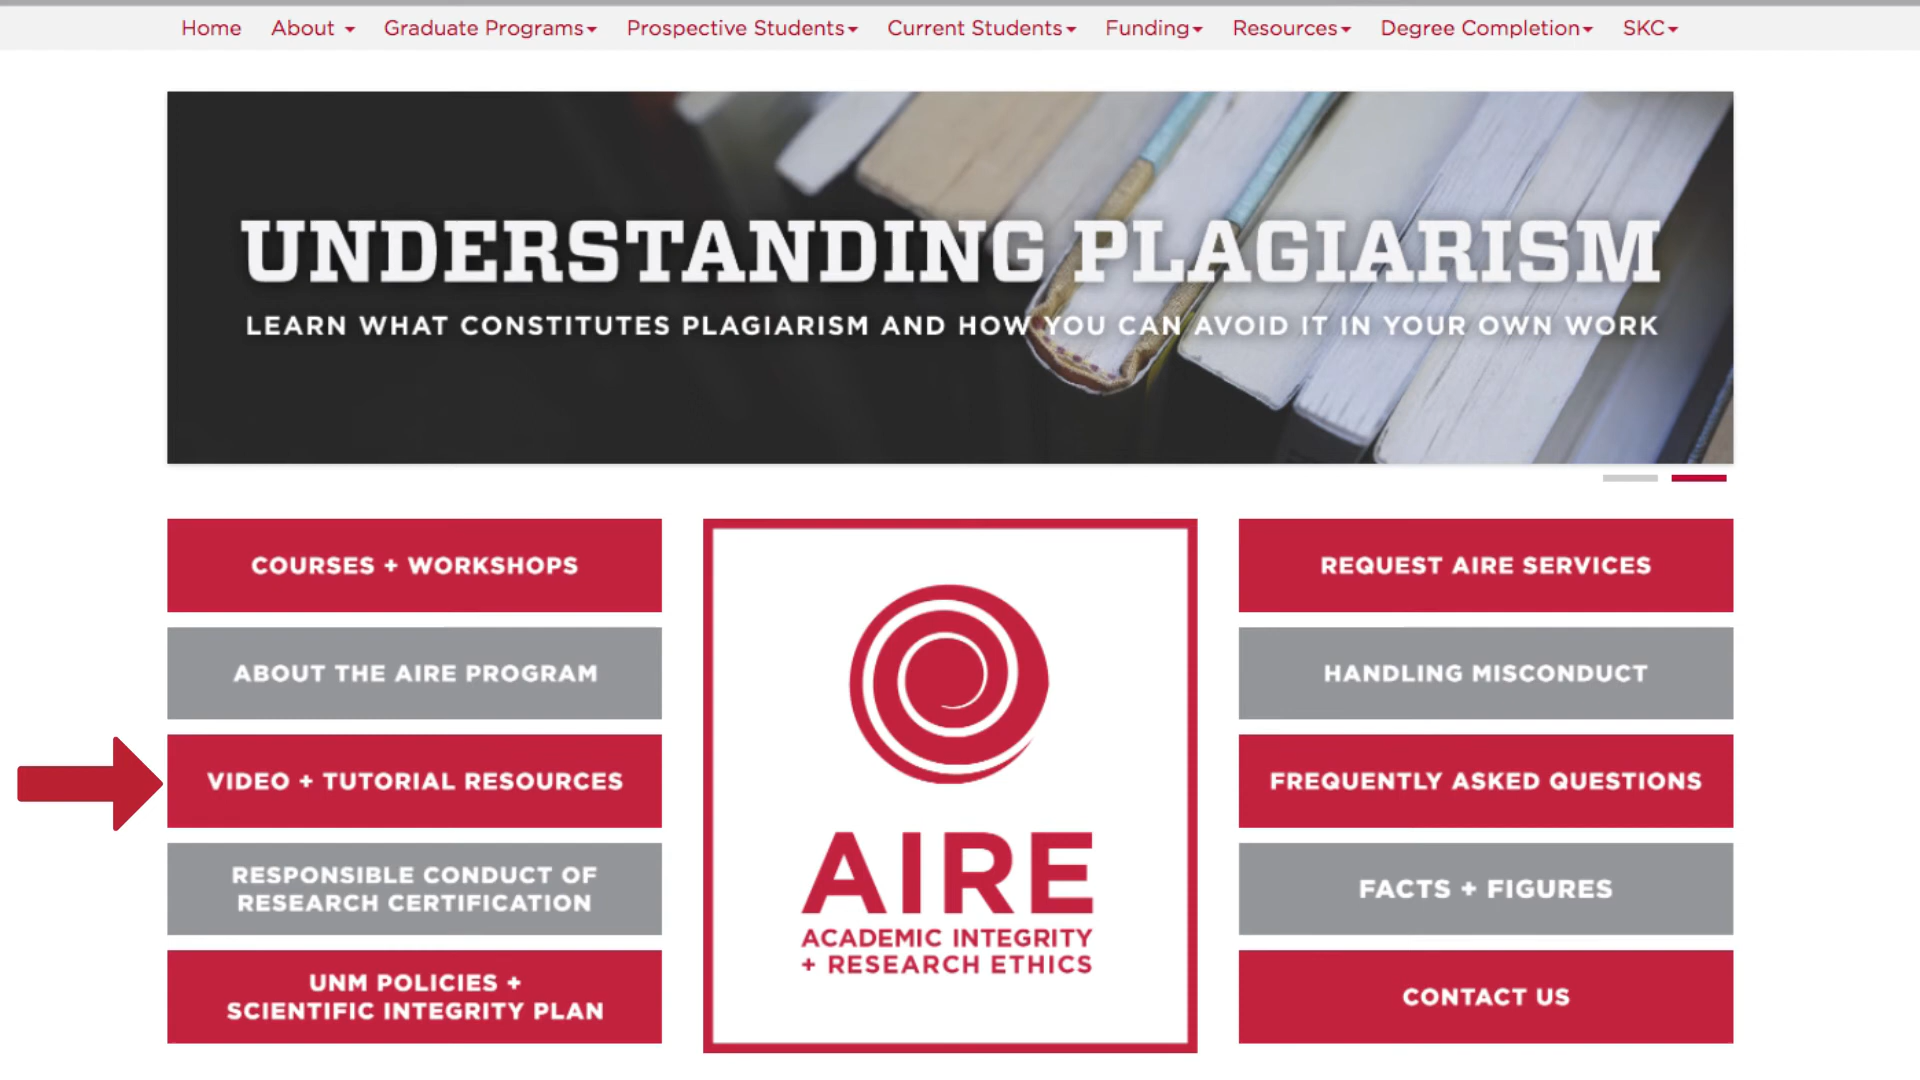 Home About Graduate Programs Prospective Students Current Students Funding Resources Degree Completion SKC
UNDERSTANDING PLAGIARISM
LEARN WHAT CONSTITUTES PLAGIARISM AND HOW YOU CAN AVOID IT IN YOUR OWN WORK
COURSES + WORKSHOPS
ABOUT THE AIRE PROGRAM
VIDEO + TUTORIAL RESOURCES
RESPONSIBLE CONDUCT OF
RESEARCH CERTIFICATION
UNM POLICIES +
SCIENTIFIC INTEGRITY PLAN
AIRE
ACADEMIC INTEGRITY
+ RESEARCH ETHICS
REQUEST AIRE SERVICES
HANDLING MISCONDUCT
FREQUENTLY ASKED QUESTIONS
FACTS + FIGURES
CONTACT US